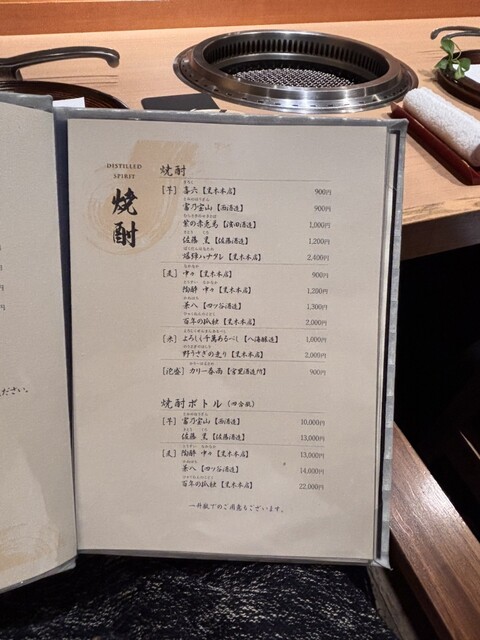 DISTILLED
SPIRIT
焼酎
焼酎
[芋] 喜六【黒木本店】 900円
富乃宝山【西酒造】 900円
紫の赤兎馬【濵田酒造】 1,000円
佐藤 黒【佐藤酒造】 1,200円
爆弾ハナタレ【黒木本店】 2,400円
[麦] 中々【黒木本店】 900円
陶酔 中々【黒木本店】 1,200円
兼八【四ツ谷酒造】 1,300円
百年の孤独【黒木本店】 2,000円
[米] よろしく千萬あるべし【八海醸造】 1,000円
野うさぎの走り【黒木本店】 2,000円
[泡盛] カリー春雨【宮里酒造所】 900円
焼酎ボトル (四合瓶)
[芋] 富乃宝山【西酒造】 10,000円
佐藤 黒【佐藤酒造】 13,000円
[麦] 陶酔 中々【黒木本店】 13,000円
兼八【四ツ谷酒造】 14,000円
百年の孤独【黒木本店】 22,000円
一升瓶でのご用意もございます。
ださい。